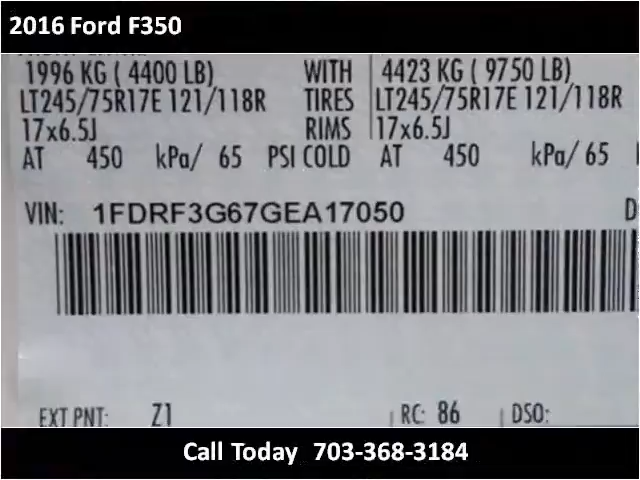 2016 Ford F350
1996 KG ( 4400 LB) WITH 4423 KG ( 9750 LB)
LT245/75R17E 121/118R TIRES LT245/75R17E 121/118R
17x6.5J RIMS 17x6.5J
AT 450 kPa/ 65 PSI COLD AT 450 kPa/ 65
VIN: 1FDRF3G67GEA17050 D
EXT PNT: Z1 RC: 86 DSO:
Call Today 703-368-3184